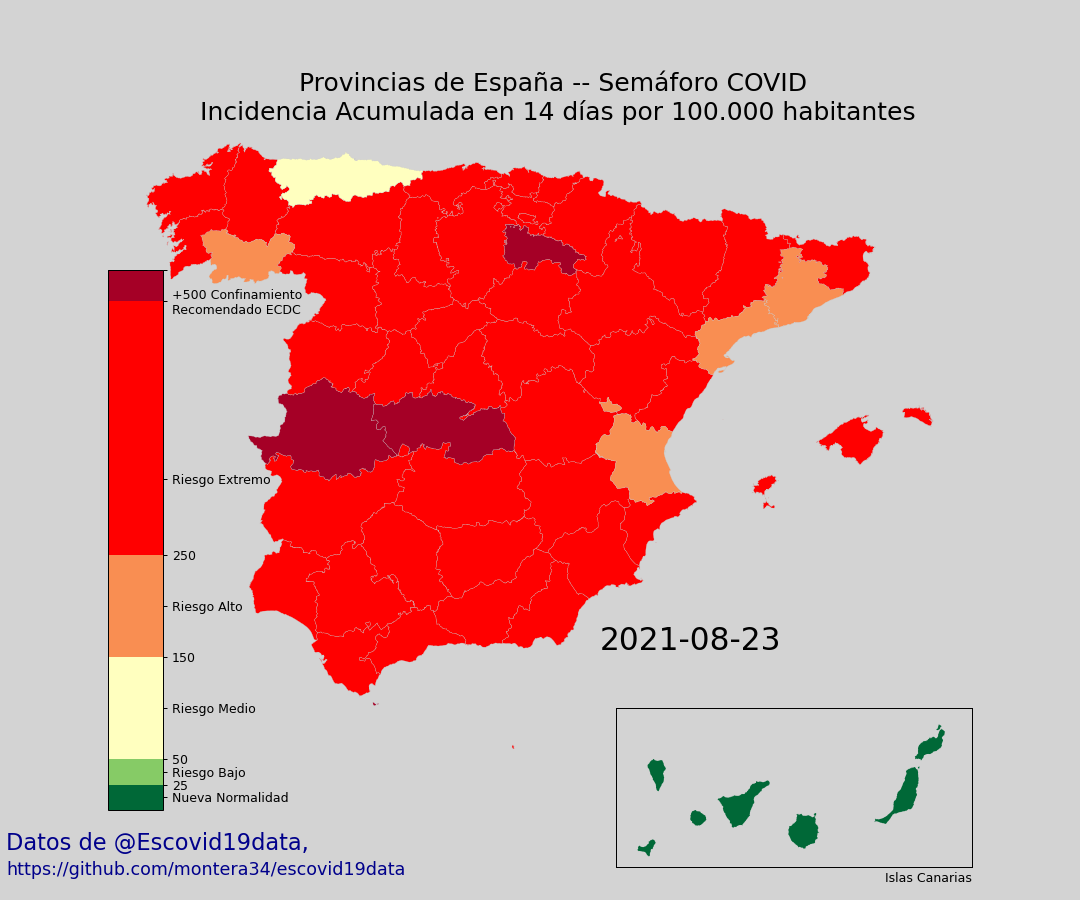 Provincias de España -- Semáforo COVID
Incidencia Acumulada en 14 días por 100.000 habitantes
+500 Confinamiento
Recomendado ECDC
Riesgo Extremo
250
Riesgo Alto
150
Riesgo Medio
50
Riesgo Bajo
25
Nueva Normalidad
2021-08-23
Islas Canarias
Datos de @Escovid19data,
https://github.com/montera34/escovid19data